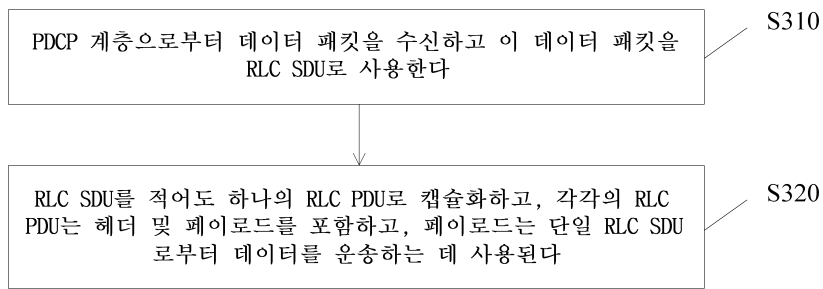 PDCP 계층으로부터 데이터 패킷을 수신하고 이 데이터 패킷을
RLC SDU로 사용한다
S310
RLC SDU를 적어도 하나의 RLC PDU로 캡슐화하고, 각각의 RLC
PDU는 헤더 및 페이로드를 포함하고, 페이로드는 단일 RLC SDU
로부터 데이터를 운송하는 데 사용된다
S320